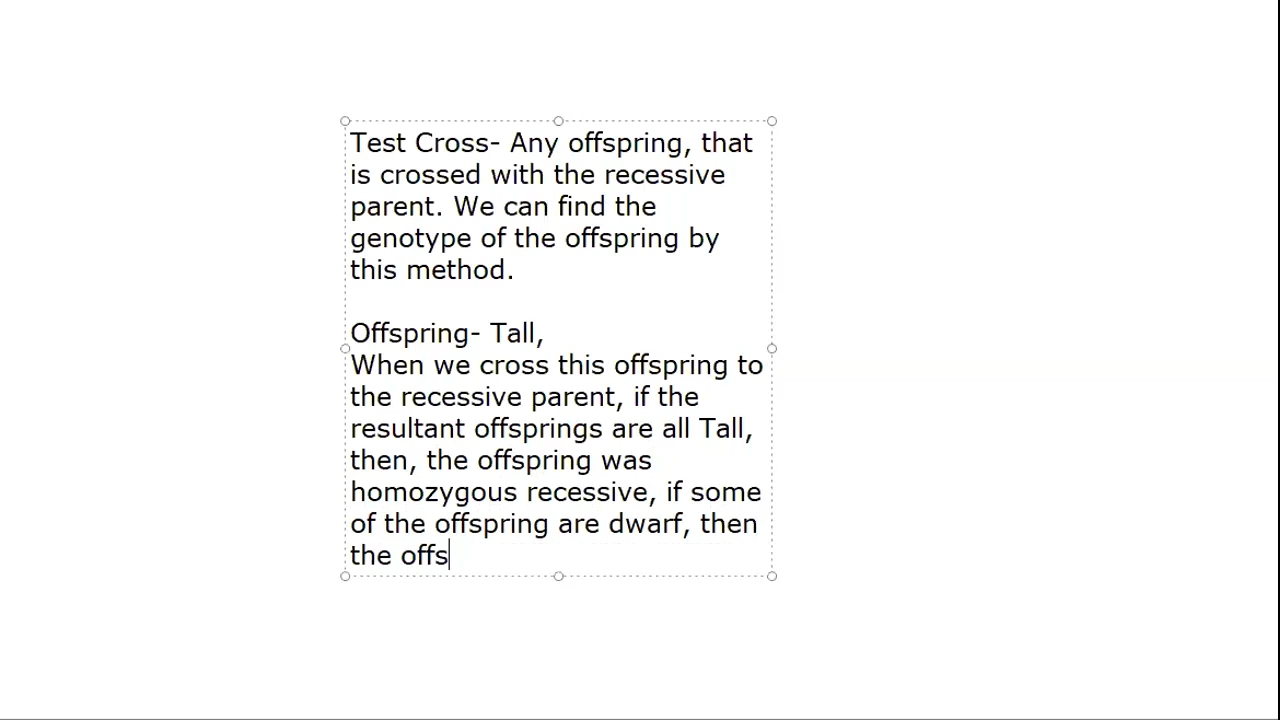 Test Cross- Any offspring, that
is crossed with the recessive
parent. We can find the
genotype of the offspring by
this method.
Offspring- Tall,
When we cross this offspring to
the recessive parent, if the
resultant offsprings are all Tall,
then, the offspring was
homozygous recessive, if some
of the offspring are dwarf, then
the offs